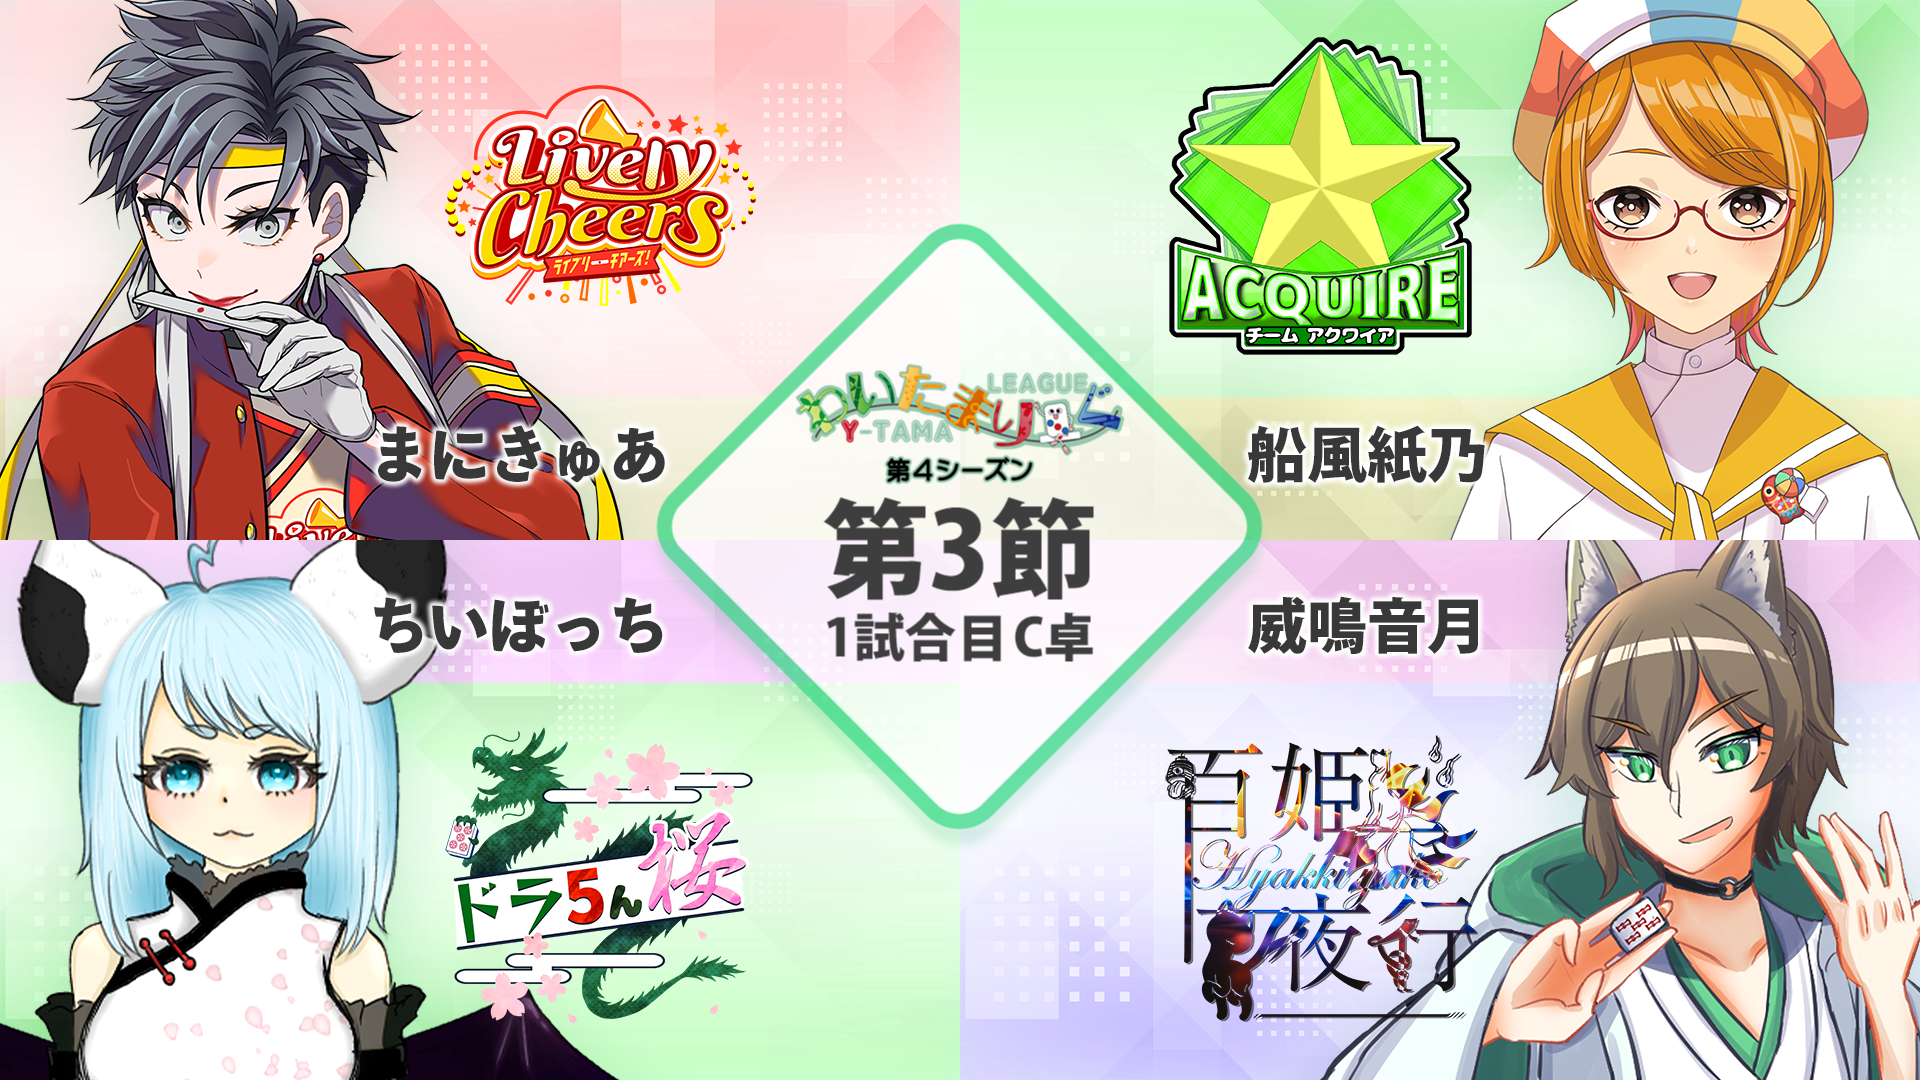 Lively
Cheers
ライブリーチアーズ!
まにきゅあ
ACQUIRE
チーム アクワイア
船風紙乃
わいたまりーぐ
LEAGUE
Y-TAMA
第4シーズン
第3節
1試合目 C卓
ちいぼっち
ドラ5ん桜
威鳴音月
百姫
Hyakkiyako
夜行